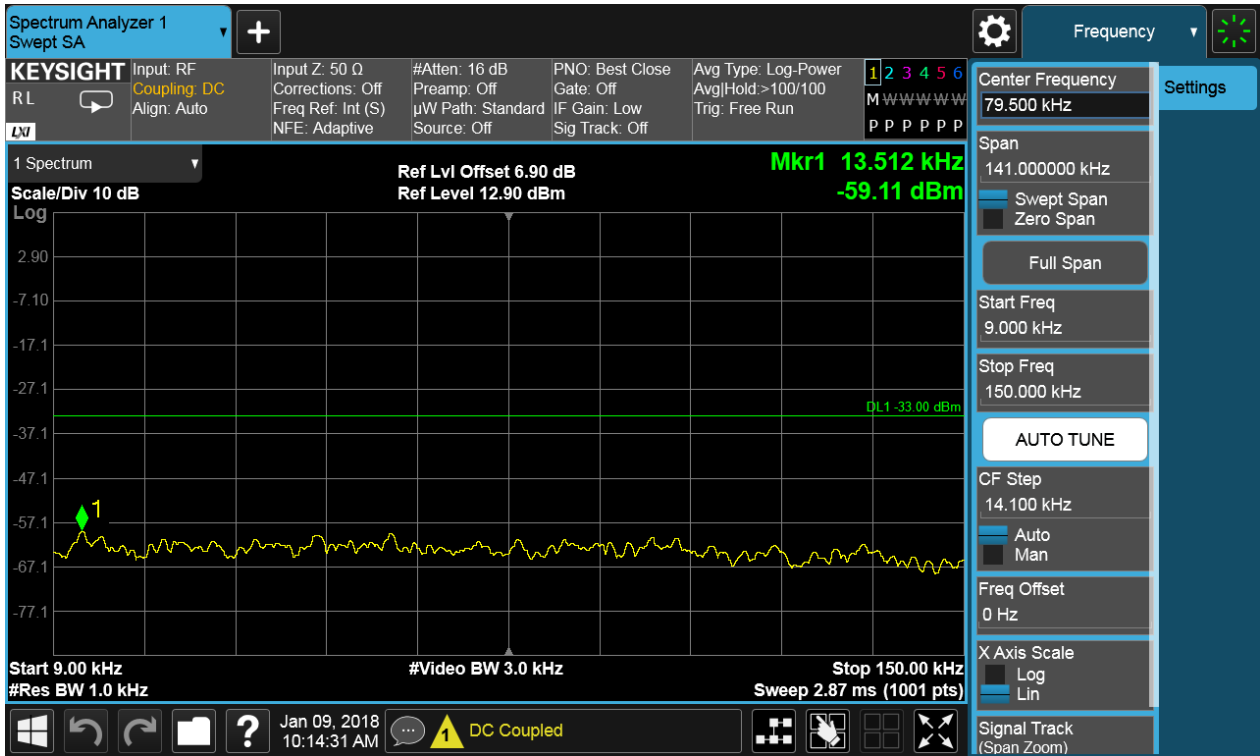 Spectrum Analyzer 1
Swept SA
+
Frequency
KEYSIGHT
RL
LXI
Input: RF
Coupling: DC
Align: Auto
Input Z: 50 Ω
Corrections: Off
Freq Ref: Int (S)
NFE: Adaptive
#Atten: 16 dB
Preamp: Off
µW Path: Standard
Source: Off
PNO: Best Close
Gate: Off
IF Gain: Low
Sig Track: Off
Avg Type: Log-Power
Avg|Hold:>100/100
Trig: Free Run
1 2 3 4 5 6
M W W W W W
P P P P P P
1 Spectrum
Scale/Div 10 dB
Ref Lvl Offset 6.90 dB
Ref Level 12.90 dBm
Mkr1 13.512 kHz
-59.11 dBm
Log
2.90
-7.10
-17.1
-27.1
DL1 -33.00 dBm
-37.1
-47.1
1
-57.1
-67.1
-77.1
Start 9.00 kHz
#Res BW 1.0 kHz
#Video BW 3.0 kHz
Stop 150.00 kHz
Sweep 2.87 ms (1001 pts)
Center Frequency
79.500 kHz
Span
141.000000 kHz
Swept Span
Zero Span
Full Span
Start Freq
9.000 kHz
Stop Freq
150.000 kHz
AUTO TUNE
CF Step
14.100 kHz
Auto
Man
Freq Offset
0 Hz
X Axis Scale
Log
Lin
Signal Track
(Span Zoom)
Settings
?
Jan 09, 2018
10:14:31 AM
1
DC Coupled